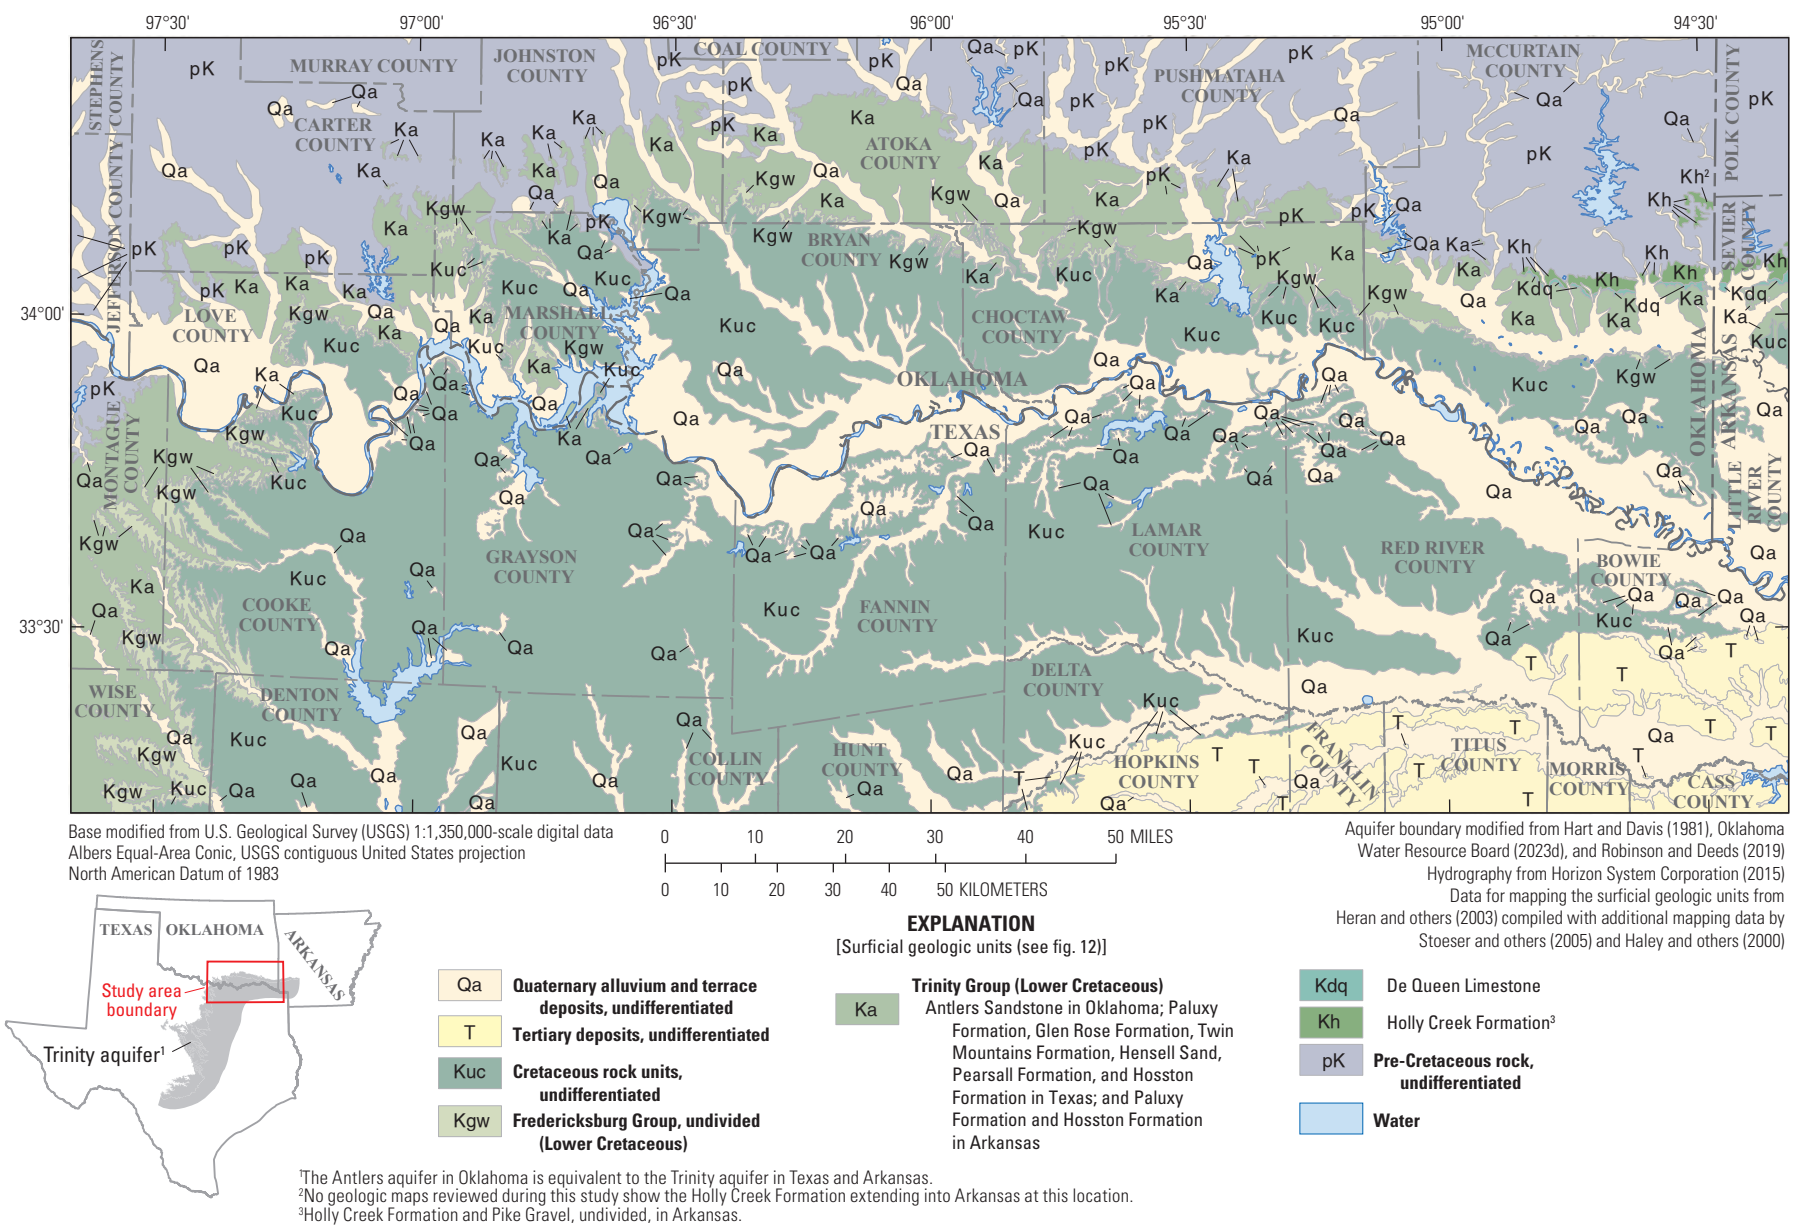 97°30'
97°00'
96°30'
96°00'
95°30'
95°00'
94°30'
34°00'
33°30'
STEPHENS COUNTY
MURRAY COUNTY
JOHNSTON COUNTY
COAL COUNTY
PUSHMATAHA COUNTY
McCURTAIN COUNTY
POLK COUNTY
CARTER COUNTY
ATOKA COUNTY
JEFFERSON COUNTY
SEVIER COUNTY
BRYAN COUNTY
LOVE COUNTY
MARSHALL COUNTY
CHOCTAW COUNTY
OKLAHOMA
TEXAS
OKLAHOMA
ARKANSAS
MONTAGUE COUNTY
LITTLE RIVER COUNTY
GRAYSON COUNTY
LAMAR COUNTY
RED RIVER COUNTY
BOWIE COUNTY
COOKE COUNTY
FANNIN COUNTY
DELTA COUNTY
WISE COUNTY
DENTON COUNTY
COLLIN COUNTY
HUNT COUNTY
HOPKINS COUNTY
FRANKLIN COUNTY
TITUS COUNTY
MORRIS COUNTY
CASS COUNTY
pK
Qa
Ka
Kgw
Kuc
Kh²
Kh
Kdq
T
Base modified from U.S. Geological Survey (USGS) 1:1,350,000-scale digital data
Albers Equal-Area Conic, USGS contiguous United States projection
North American Datum of 1983
0 10 20 30 40 50 MILES
0 10 20 30 40 50 KILOMETERS
Aquifer boundary modified from Hart and Davis (1981), Oklahoma
Water Resource Board (2023d), and Robinson and Deeds (2019)
Hydrography from Horizon System Corporation (2015)
Data for mapping the surficial geologic units from
Heran and others (2003) compiled with additional mapping data by
Stoeser and others (2005) and Haley and others (2000)
TEXAS
OKLAHOMA
ARKANSAS
Study area
boundary
Trinity aquifer¹
EXPLANATION
[Surficial geologic units (see fig. 12)]
Qa Quaternary alluvium and terrace
deposits, undifferentiated
T Tertiary deposits, undifferentiated
Kuc Cretaceous rock units,
undifferentiated
Kgw Fredericksburg Group, undivided
(Lower Cretaceous)
Trinity Group (Lower Cretaceous)
Ka Antlers Sandstone in Oklahoma; Paluxy
Formation, Glen Rose Formation, Twin
Mountains Formation, Hensell Sand,
Pearsall Formation, and Hosston
Formation in Texas; and Paluxy
Formation and Hosston Formation
in Arkansas
Kdq De Queen Limestone
Kh Holly Creek Formation³
pK Pre-Cretaceous rock,
undifferentiated
Water
¹The Antlers aquifer in Oklahoma is equivalent to the Trinity aquifer in Texas and Arkansas.
²No geologic maps reviewed during this study show the Holly Creek Formation extending into Arkansas at this location.
³Holly Creek Formation and Pike Gravel, undivided, in Arkansas.